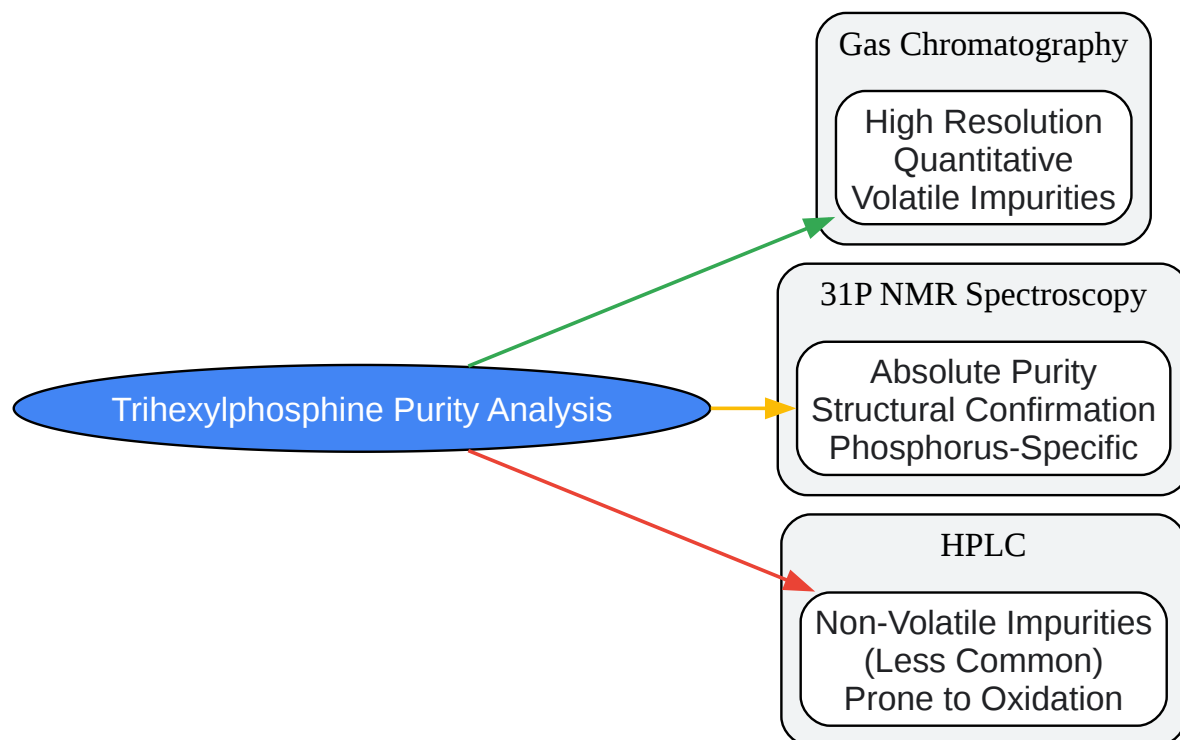 Gas Chromatography
High Resolution
Quantitative
Volatile Impurities
31P NMR Spectroscopy
Absolute Purity
Structural Confirmation
Phosphorus-Specific
Trihexylphosphine Purity Analysis
HPLC
Non-Volatile Impurities
(Less Common)
Prone to Oxidation